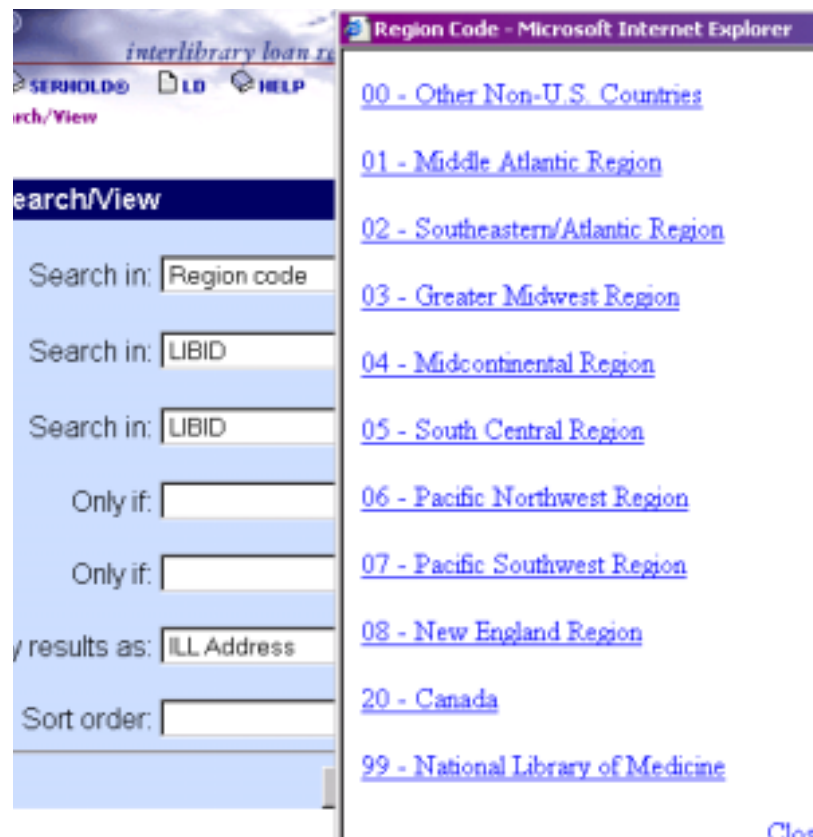 interlibrary loan
SERHOLD® LD HELP
rch/View
earch/View
Search in: Region code
Search in: LIBID
Search in: LIBID
Only if:
Only if:
y results as: ILL Address
Sort order:
Region Code - Microsoft Internet Explorer
00 - Other Non-U.S. Countries
01 - Middle Atlantic Region
02 - Southeastern/Atlantic Region
03 - Greater Midwest Region
04 - Midcontinental Region
05 - South Central Region
06 - Pacific Northwest Region
07 - Pacific Southwest Region
08 - New England Region
20 - Canada
99 - National Library of Medicine
Clos